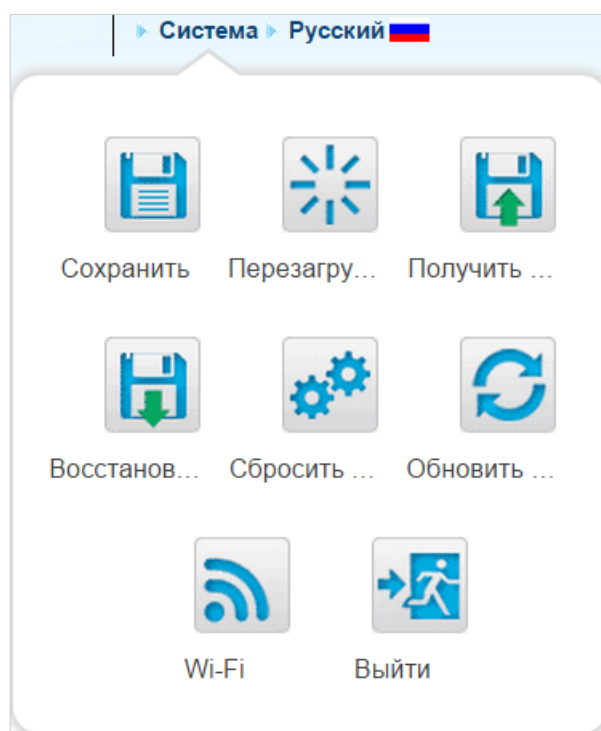 Система Русский
Сохранить Перезагру... Получить ...
Восстанов... Сбросить ... Обновить ...
Wi-Fi Выйти